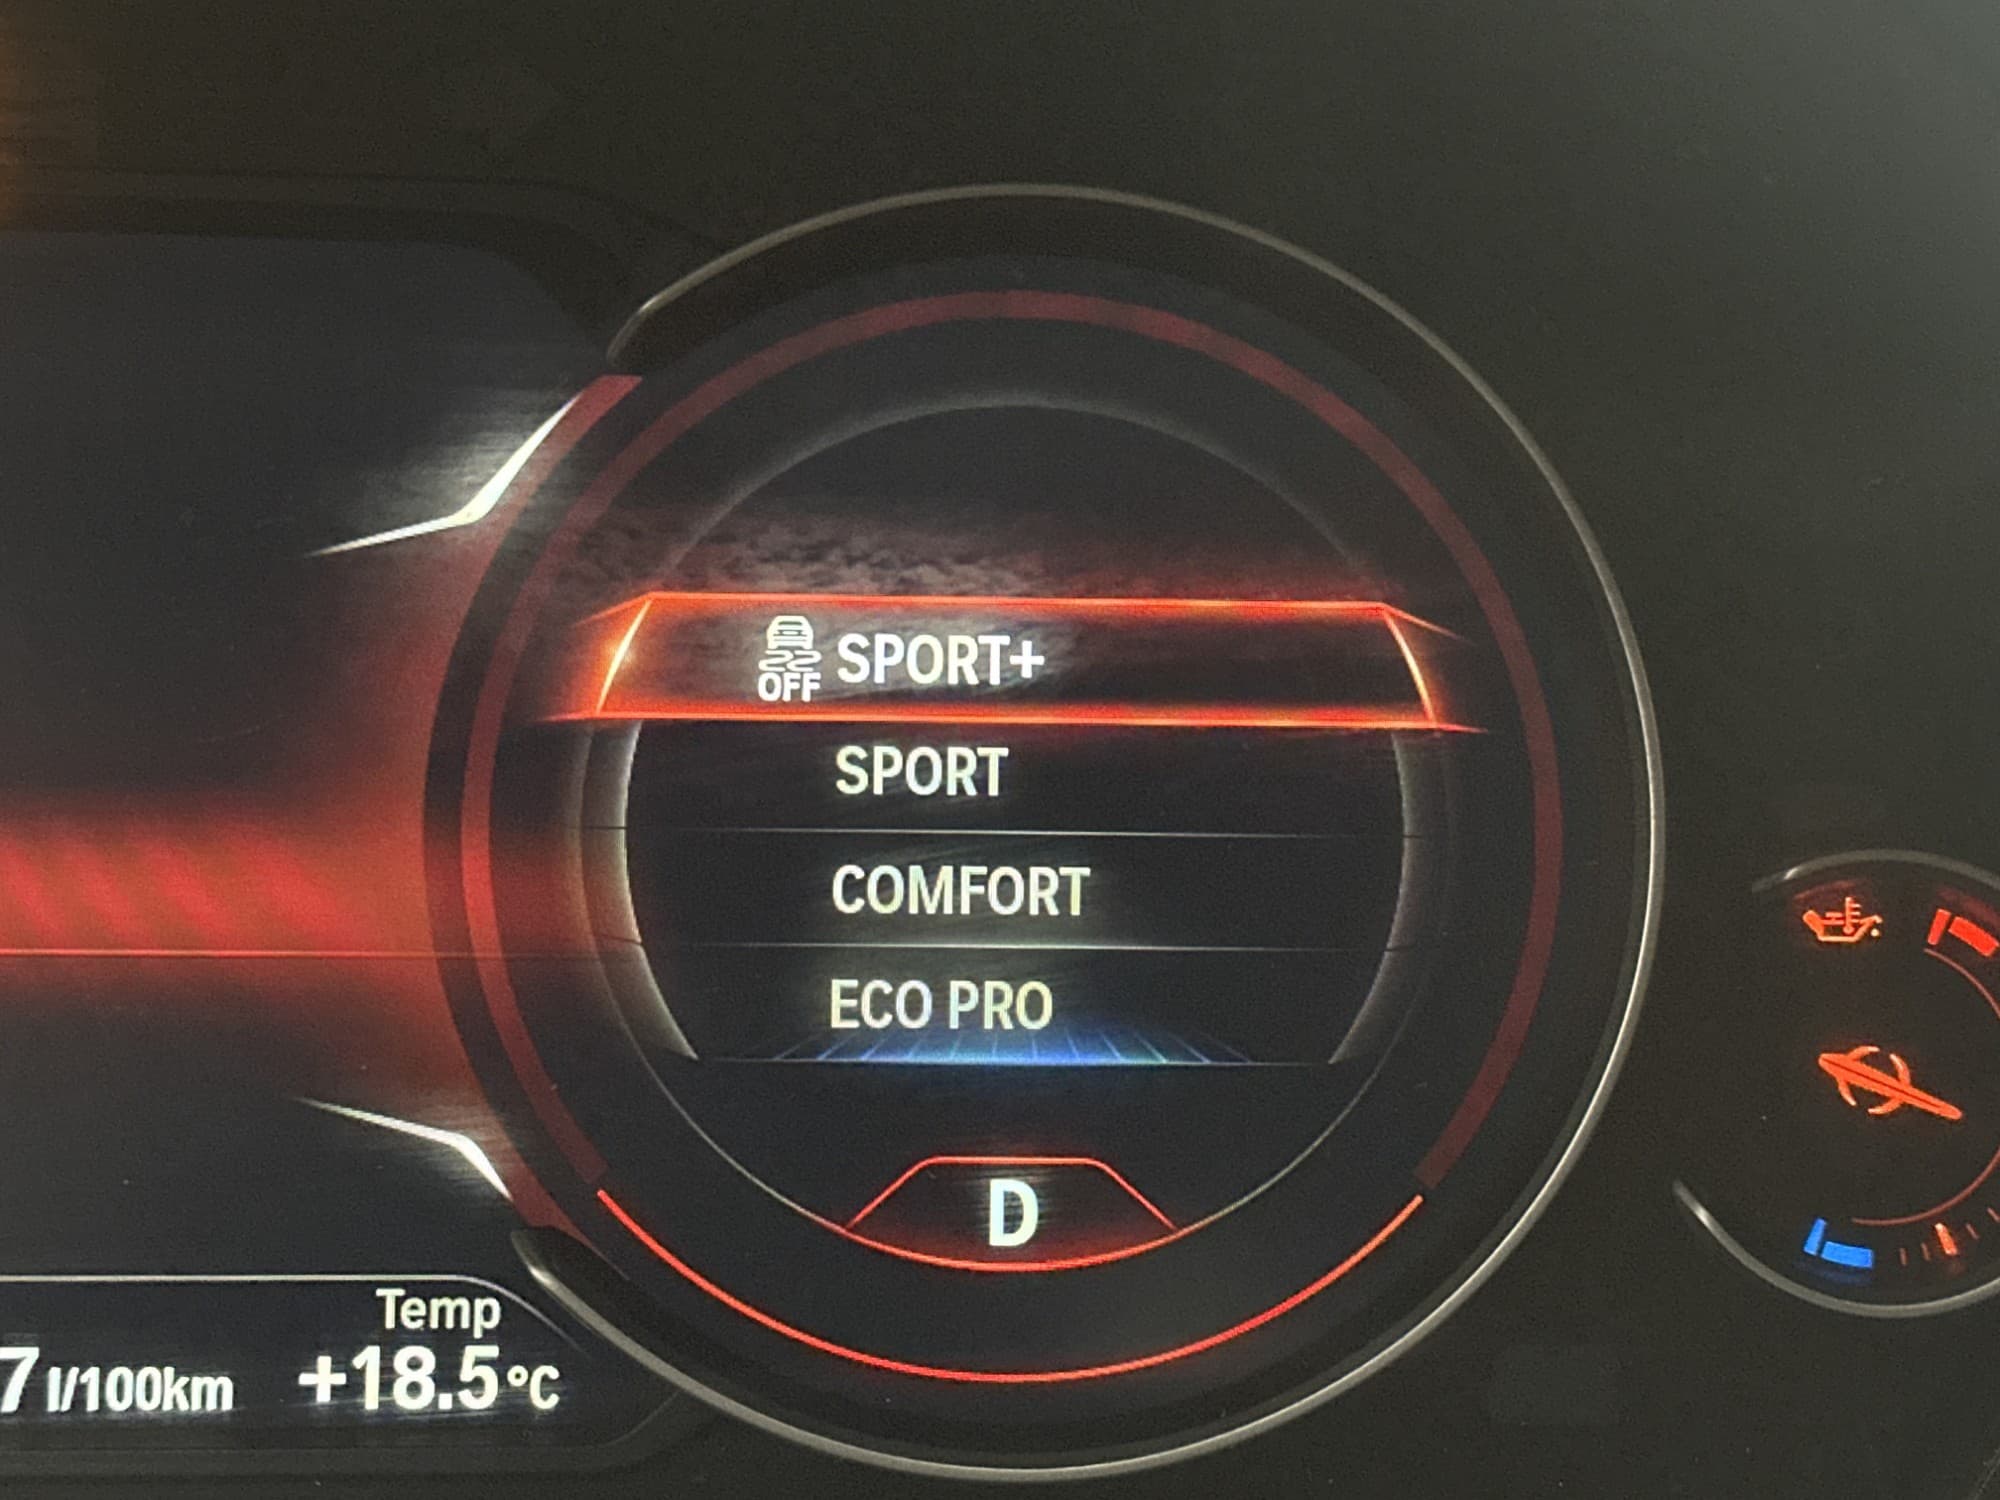 OFF SPORT+
SPORT
COMFORT
ECO PRO
D
Temp
7 l/100km +18.5 °C